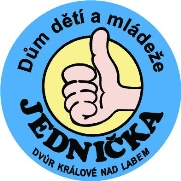 Dům dětí a mládeže
JEDNIČKA
DVŮR KRÁLOVÉ NAD LABEM